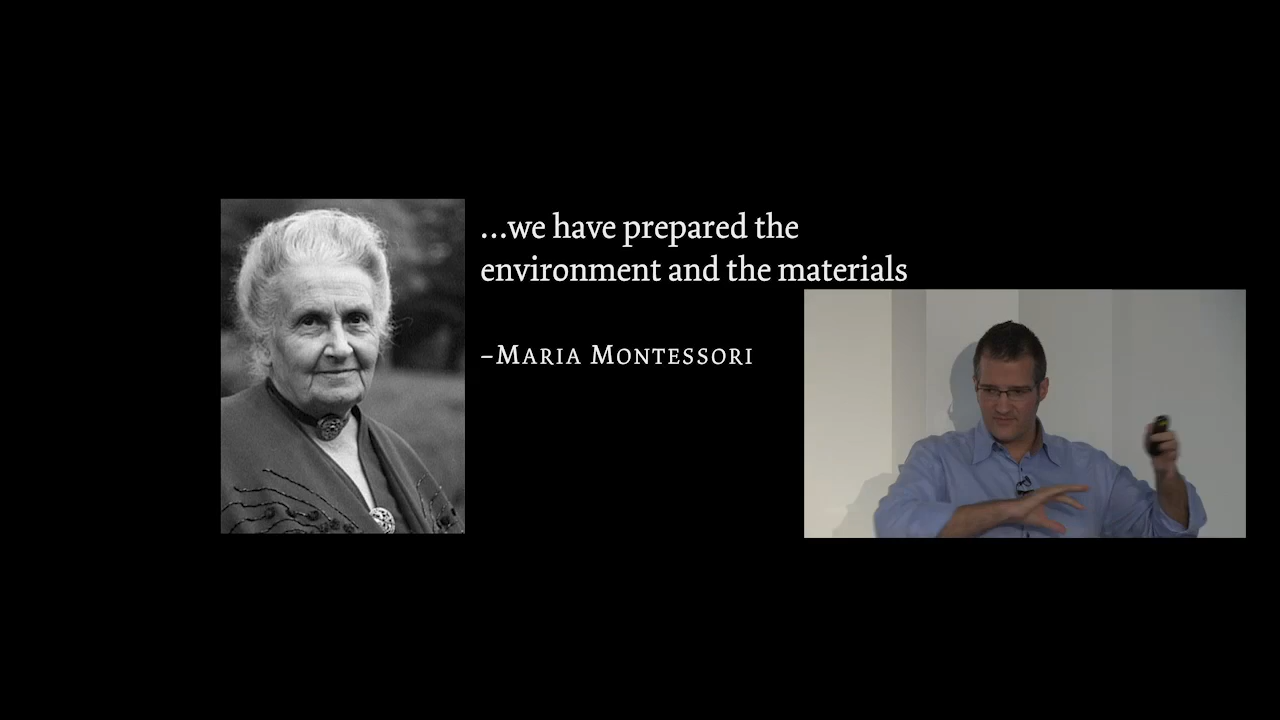 ...we have prepared the
environment and the materials
–MARIA MONTESSORI